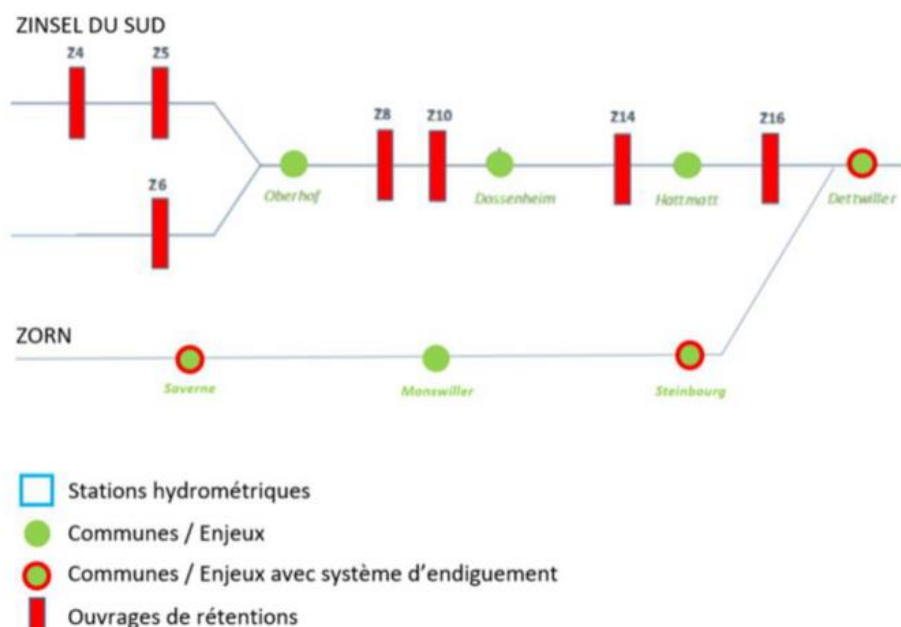 ZINSEL DU SUD
Z4 Z5
Z8 Z10 Z14 Z16
Oberhof Dossenheim Hattmatt Dettwiller
Z6
ZORN
Saverne Monswiller Steinbourg
Stations hydrométriques
Communes / Enjeux
Communes / Enjeux avec système d'endiguement
Ouvrages de rétentions